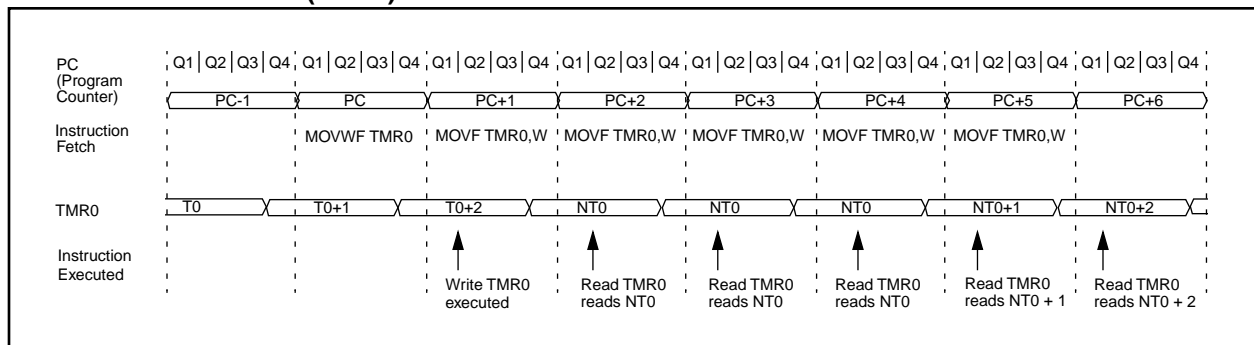 PC
(Program
Counter)
Q1 Q2 Q3 Q4 Q1 Q2 Q3 Q4 Q1 Q2 Q3 Q4 Q1 Q2 Q3 Q4 Q1 Q2 Q3 Q4 Q1 Q2 Q3 Q4 Q1 Q2 Q3 Q4 Q1 Q2 Q3 Q4
PC-1 PC PC+1 PC+2 PC+3 PC+4 PC+5 PC+6
Instruction
Fetch
MOVWF TMR0 MOVF TMR0,W MOVF TMR0,W MOVF TMR0,W MOVF TMR0,W MOVF TMR0,W
TMR0
T0 T0+1 T0+2 NT0 NT0 NT0 NT0+1 NT0+2
Instruction
Executed
Write TMR0
executed
Read TMR0
reads NT0
Read TMR0
reads NT0
Read TMR0
reads NT0
Read TMR0
reads NT0 + 1
Read TMR0
reads NT0 + 2